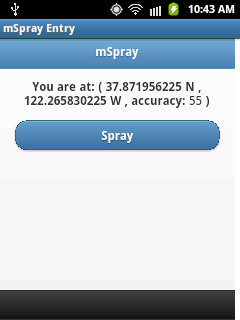 10:43 AM
mSpray Entry
mSpray
You are at: ( 37.871956225 N ,
122.265830225 W , accuracy: 55 )
Spray